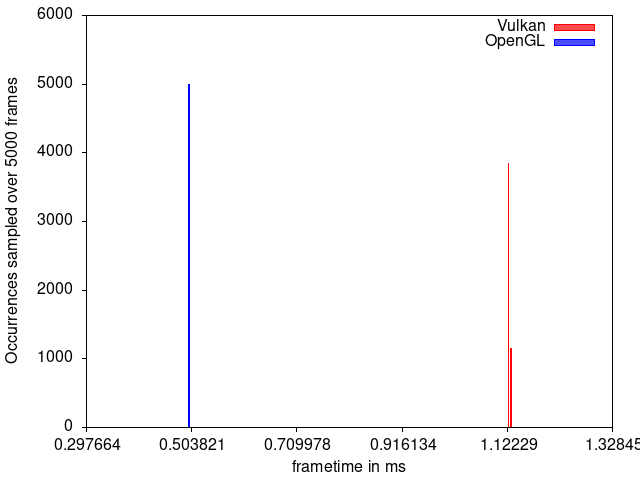 6000
5000
4000
3000
2000
1000
0
Occurrences sampled over 5000 frames
Vulkan
OpenGL
0.297664 0.503821 0.709978 0.916134 1.12229 1.32845
frametime in ms